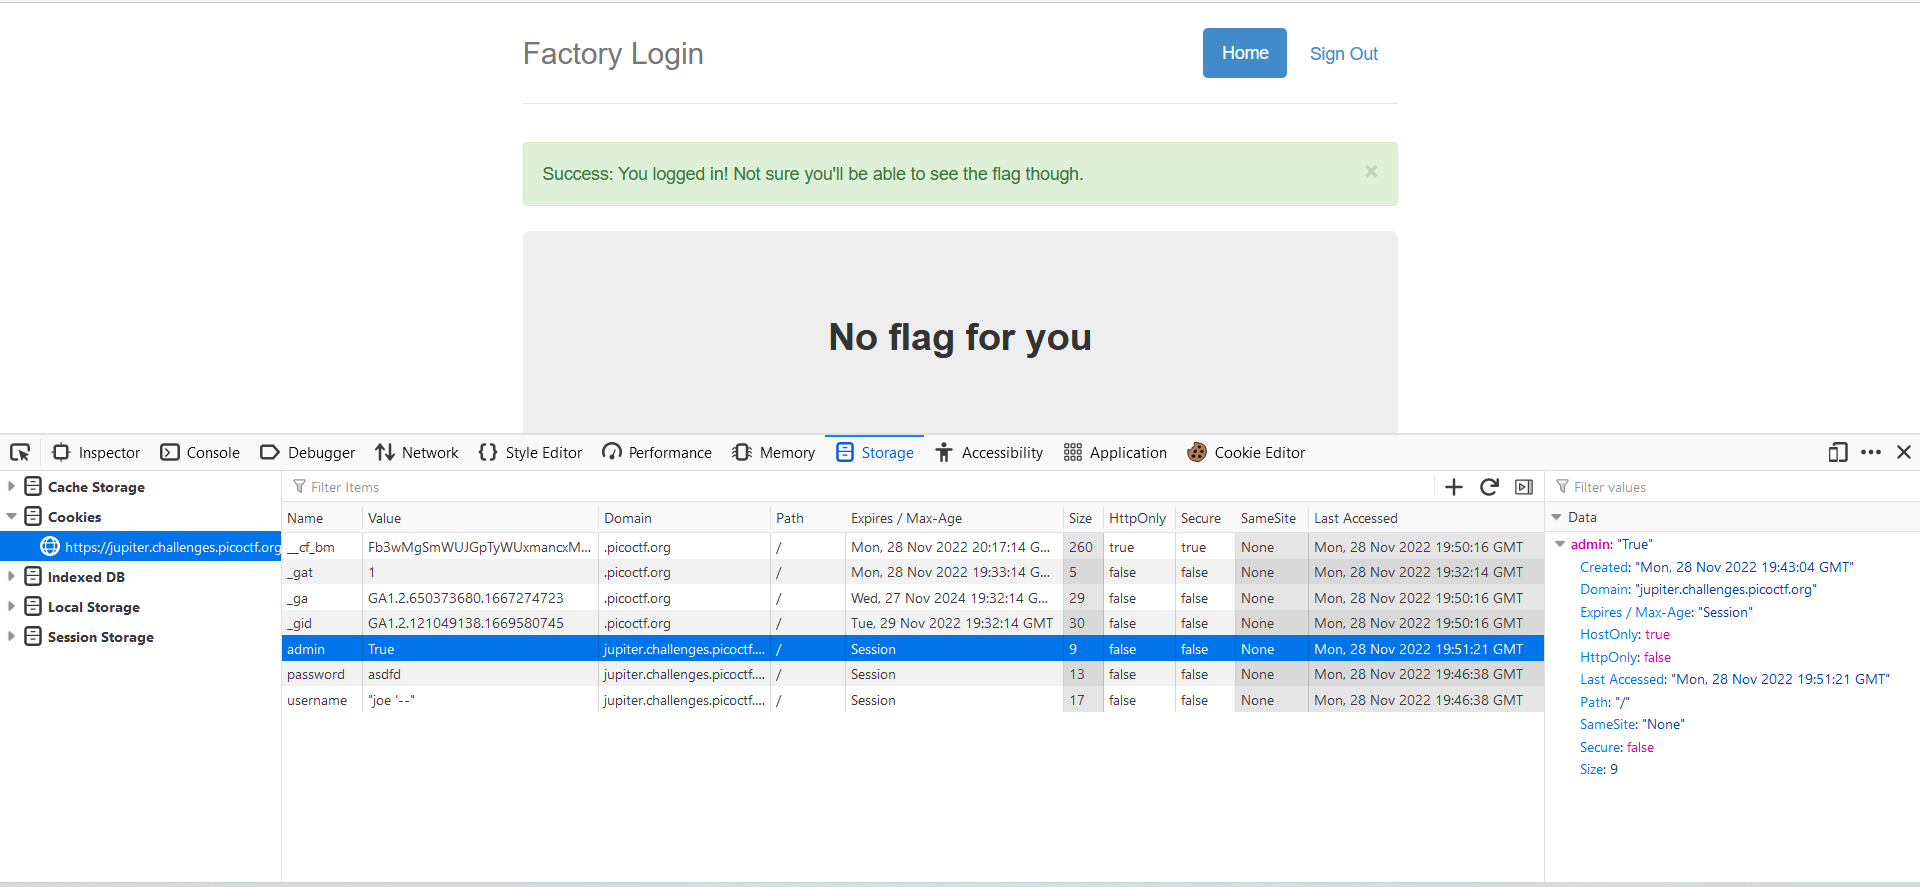 Factory Login Home Sign Out
Success: You logged in! Not sure you'll be able to see the flag though. ×
No flag for you
Inspector Console Debugger Network Style Editor Performance Memory Storage Accessibility Application Cookie Editor
Cache Storage
Cookies
https://jupiter.challenges.picoctf.org
Indexed DB
Local Storage
Session Storage
Filter Items
Name Value Domain Path Expires / Max-Age Size HttpOnly Secure SameSite Last Accessed
__cf_bm Fb3wMgSmWUJGpTyWUxmancxM... .picoctf.org / Mon, 28 Nov 2022 20:17:14 G... 260 true true None Mon, 28 Nov 2022 19:50:16 GMT
_gat 1 .picoctf.org / Mon, 28 Nov 2022 19:33:14 G... 5 false false None Mon, 28 Nov 2022 19:32:14 GMT
_ga GA1.2.650373680.1667274723 .picoctf.org / Wed, 27 Nov 2024 19:32:14 G... 29 false false None Mon, 28 Nov 2022 19:50:16 GMT
_gid GA1.2.121049138.1669580745 .picoctf.org / Tue, 29 Nov 2022 19:32:14 GMT 30 false false None Mon, 28 Nov 2022 19:50:16 GMT
admin True jupiter.challenges.picoctf.... / Session 9 false false None Mon, 28 Nov 2022 19:51:21 GMT
password asdfd jupiter.challenges.picoctf.... / Session 13 false false None Mon, 28 Nov 2022 19:46:38 GMT
username "joe '--" jupiter.challenges.picoctf.... / Session 17 false false None Mon, 28 Nov 2022 19:46:38 GMT
Filter values
Data
admin: "True"
Created: "Mon, 28 Nov 2022 19:43:04 GMT"
Domain: "jupiter.challenges.picoctf.org"
Expires / Max-Age: "Session"
HostOnly: true
HttpOnly: false
Last Accessed: "Mon, 28 Nov 2022 19:51:21 GMT"
Path: "/"
SameSite: "None"
Secure: false
Size: 9